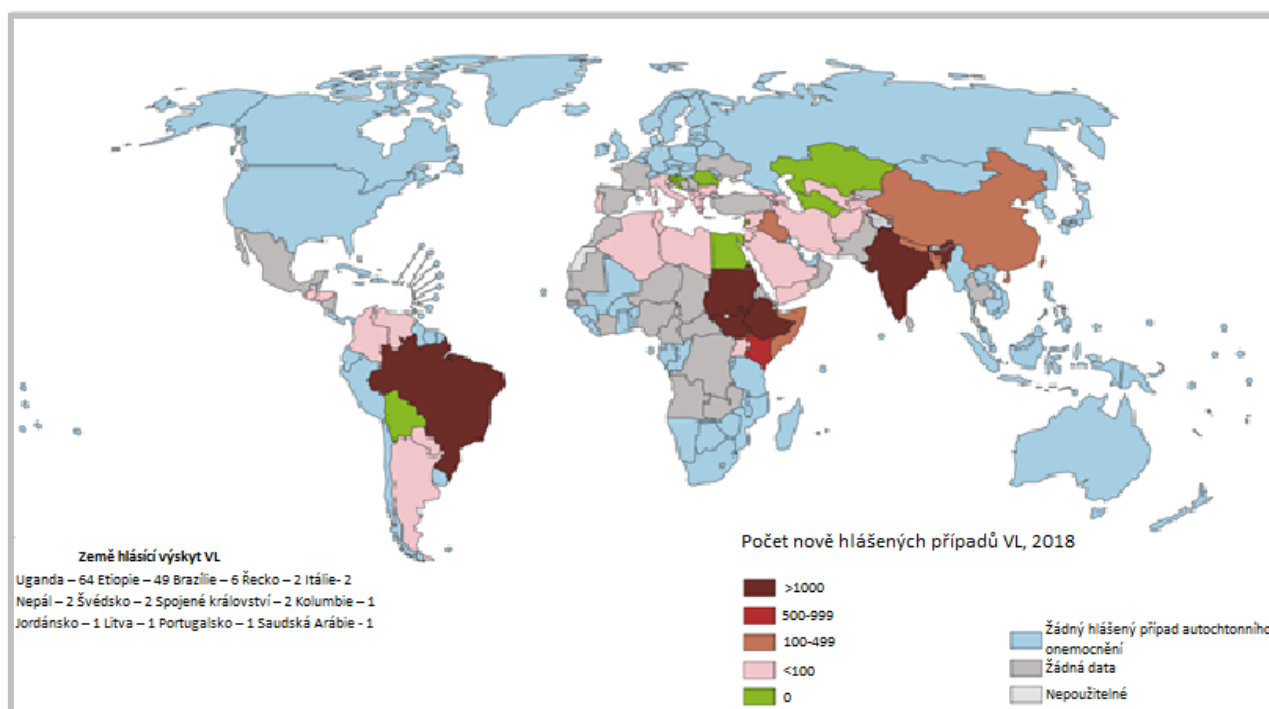 Země hlásící výskyt VL
Uganda – 64 Etiopie – 49 Brazílie – 6 Řecko – 2 Itálie- 2
Nepál – 2 Švédsko – 2 Spojené království – 2 Kolumbie – 1
Jordánsko – 1 Litva – 1 Portugalsko – 1 Saudská Arábie - 1
Počet nově hlášených případů VL, 2018
>1000
500-999
100-499
<100
0
Žádný hlášený případ autochtonního
onemocnění
Žádná data
Nepoužitelné